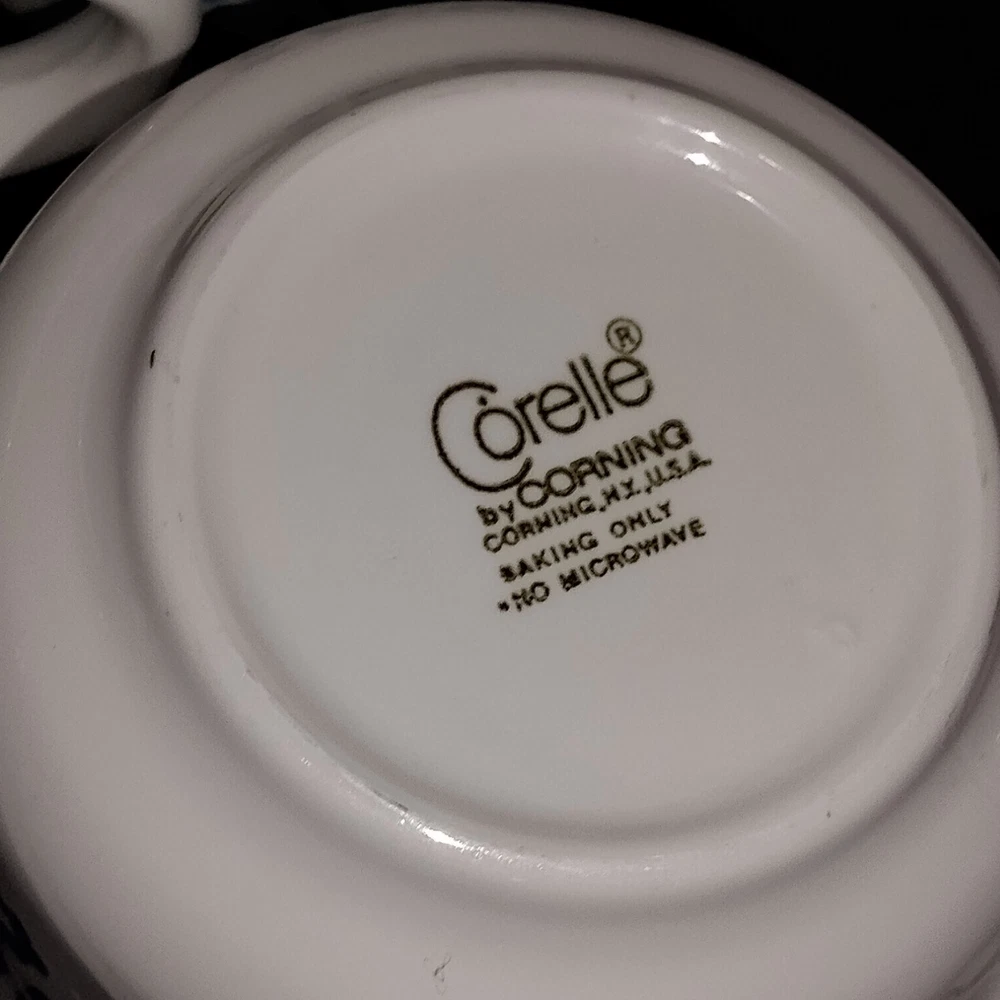 Corelle®
by CORNING
CORNING, N.Y., U.S.A.
BAKING ONLY
NO MICROWAVE